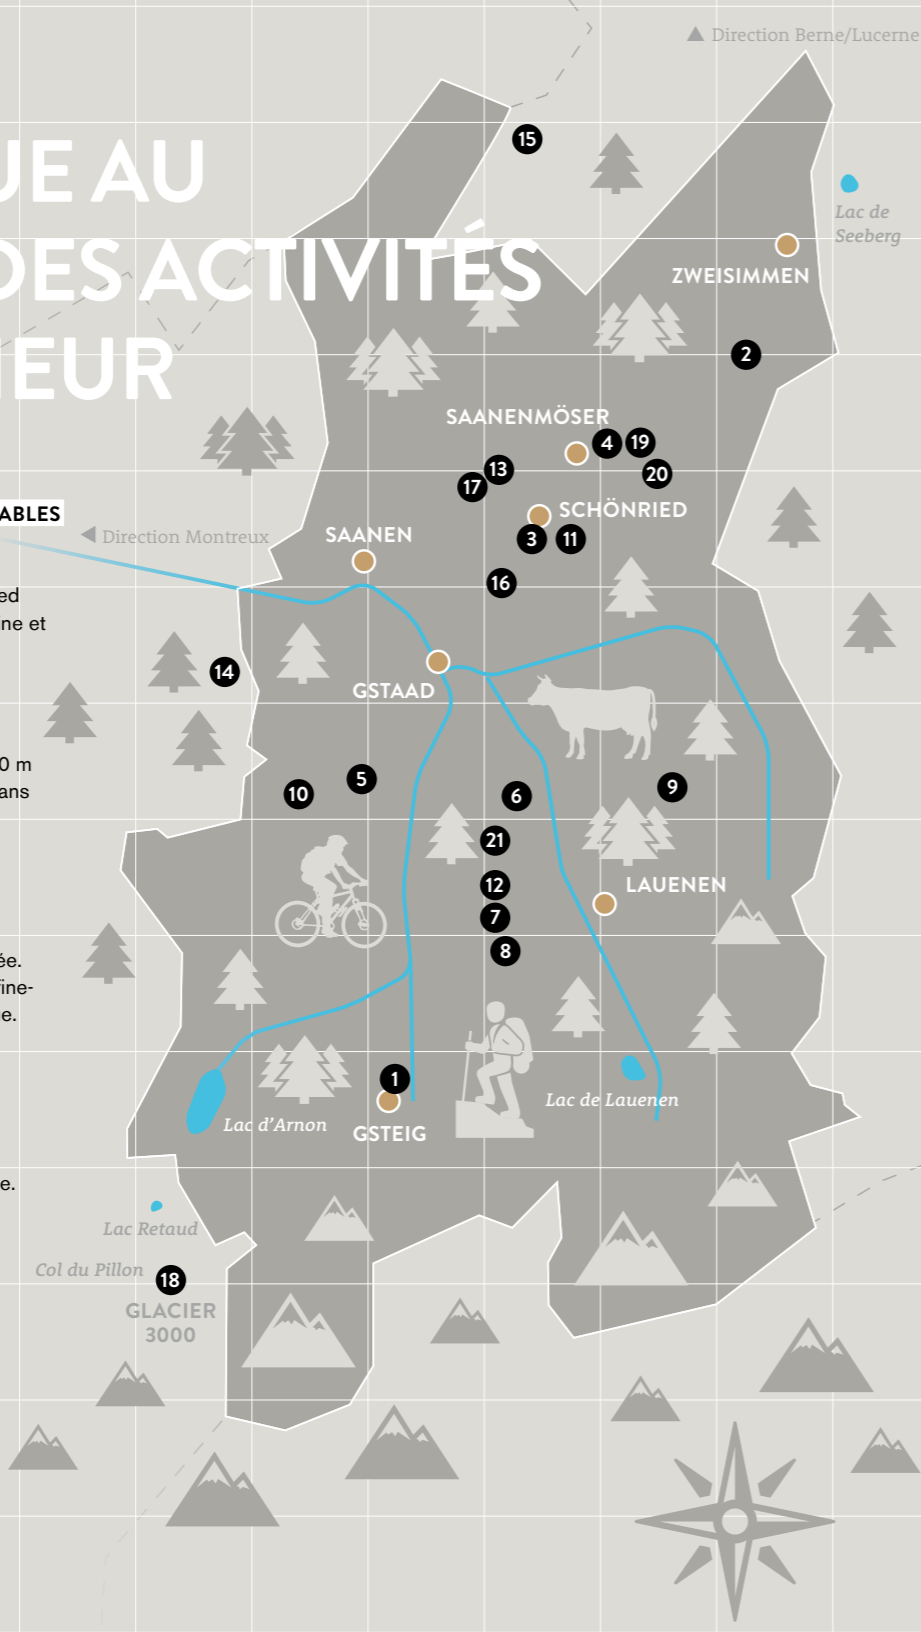 Direction Berne/Lucerne
15
UE AU
Lac de
Seeberg
DES ACTIVITÉS
ZWEISIMMEN
IEUR
2
SAANENMÖSER
4
19
13
20
17
ABLES
SCHÖNRIED
Direction Montreux
SAANEN
3
11
16
ed
ne et
14
GSTAAD
0 m
ans
5
10
6
9
21
12
LAUENEN
7
8
ée.
fine-
e.
1
Lac de Lauenen
Lac d’Arnon
GSTEIG
e.
Lac Retaud
Col du Pillon
18
GLACIER
3000